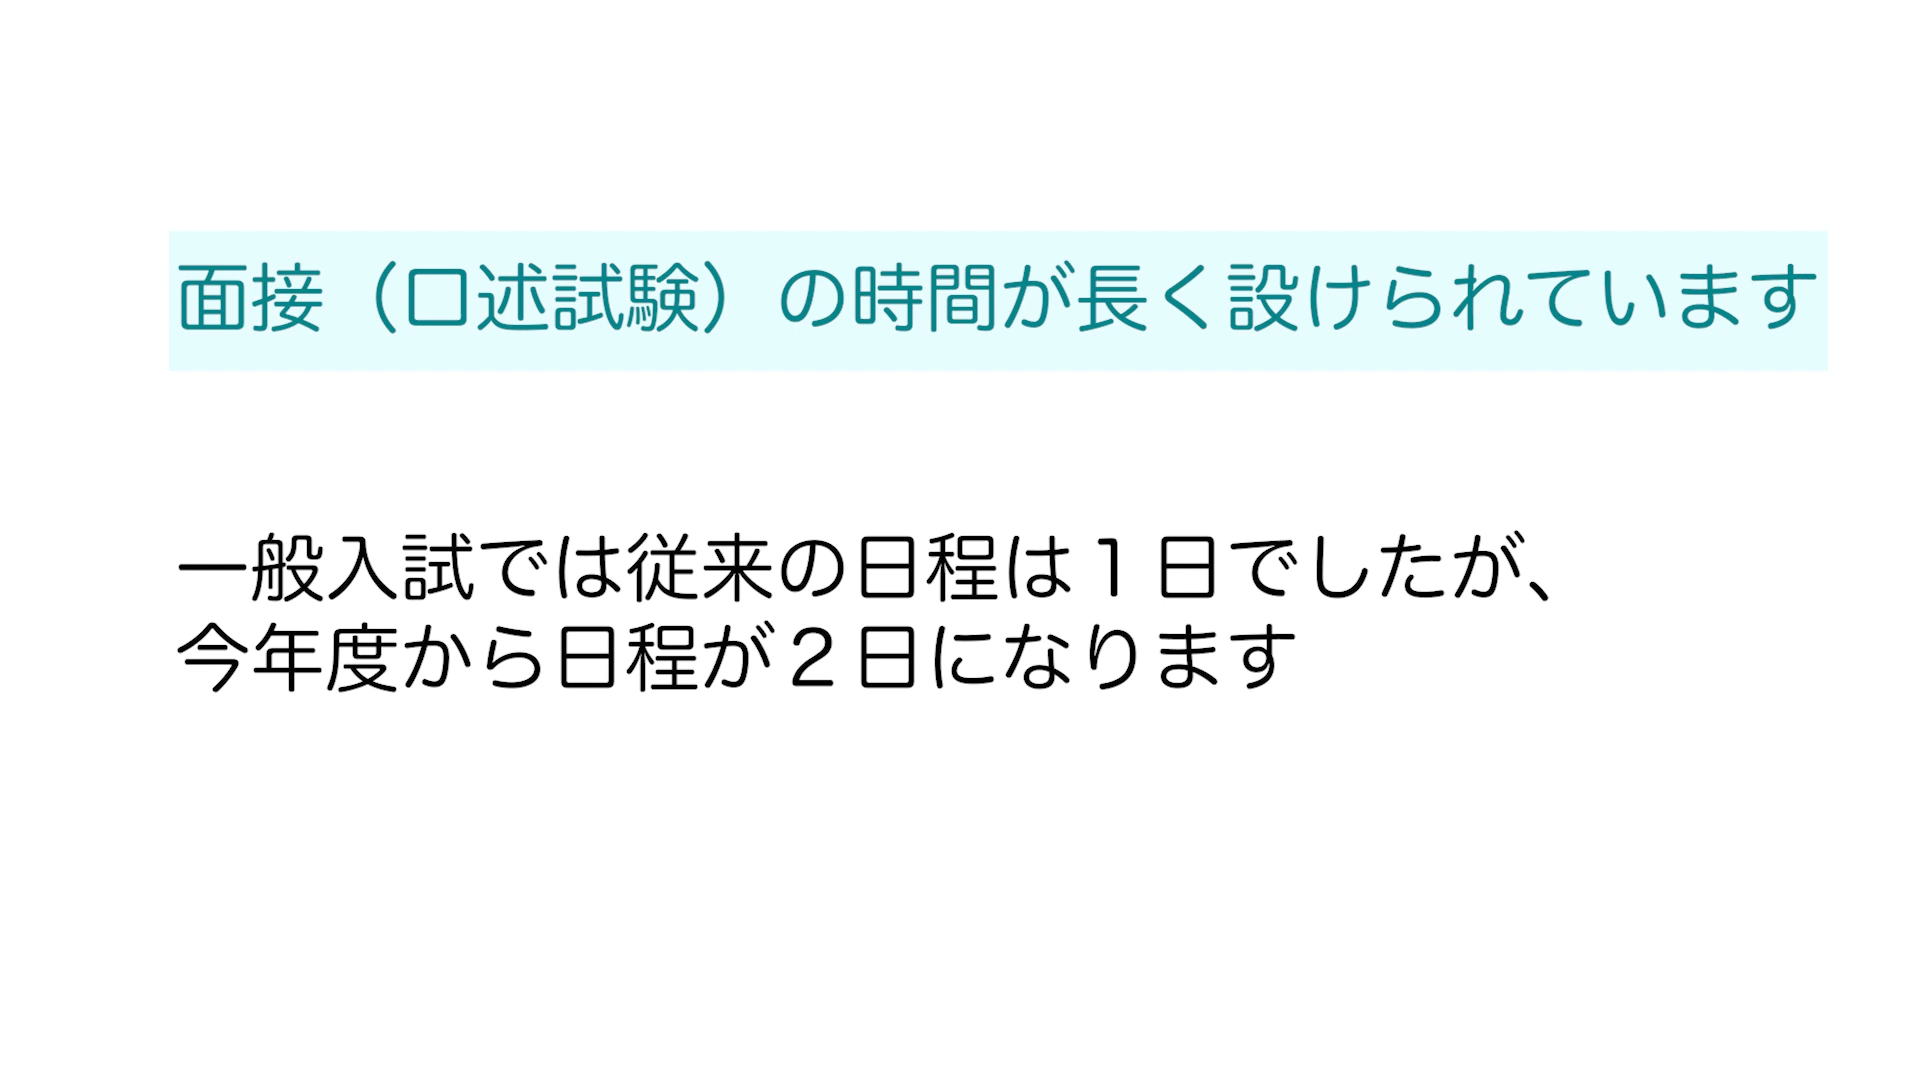 面接（口述試験）の時間が長く設けられています
一般入試では従来の日程は１日でしたが、
今年度から日程が２日になります